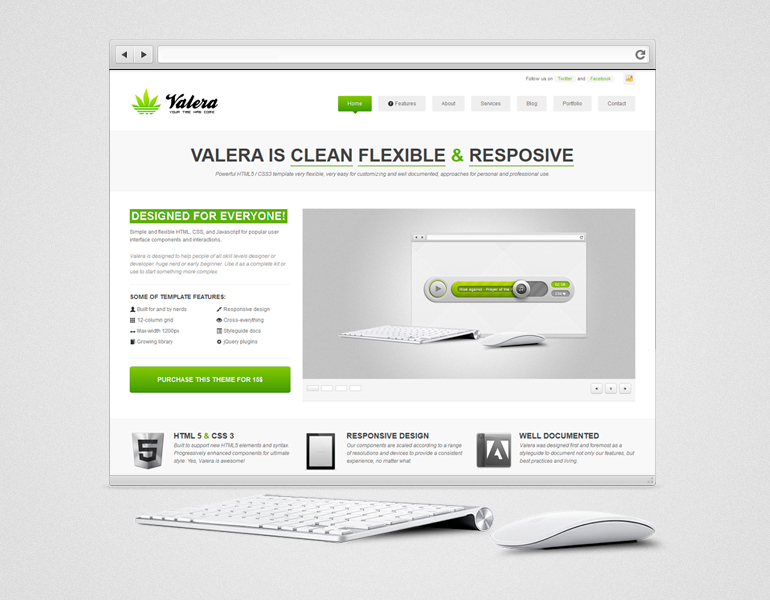 Follow us on Twitter and Facebook
Valera
YOUR TIME HAS COME
Home
Features
About
Services
Blog
Portfolio
Contact
VALERA IS CLEAN FLEXIBLE & RESPOSIVE
Powerful HTML5 / CSS3 template very flexible, very easy for customizing and well documented, approaches for personal and professional use.
DESIGNED FOR EVERYONE!
Simple and flexible HTML, CSS, and Javascript for popular user
interface components and interactions.
Valera is designed to help people of all skill levels designer or
developer, huge nerd or early beginner. Use it as a complete kit or
use to start something more complex.
SOME OF TEMPLATE FEATURES:
Built for and by nerds
Responsive design
12-column grid
Cross-everything
Max-width 1200px
Styleguide docs
Growing library
jQuery plugins
PURCHASE THIS THEME FOR 15$
Rise against - Prayer of the
HTML 5 & CSS 3
Built to support new HTML5 elements and syntax.
Progressively enhanced components for ultimate
style. Yes, Valera is awesome!
RESPONSIVE DESIGN
Our components are scaled according to a range
of resolutions and devices to provide a consistent
experience, no matter what.
WELL DOCUMENTED
Valera was designed first and foremost as a
styleguide to document not only our features, but
best practices and living